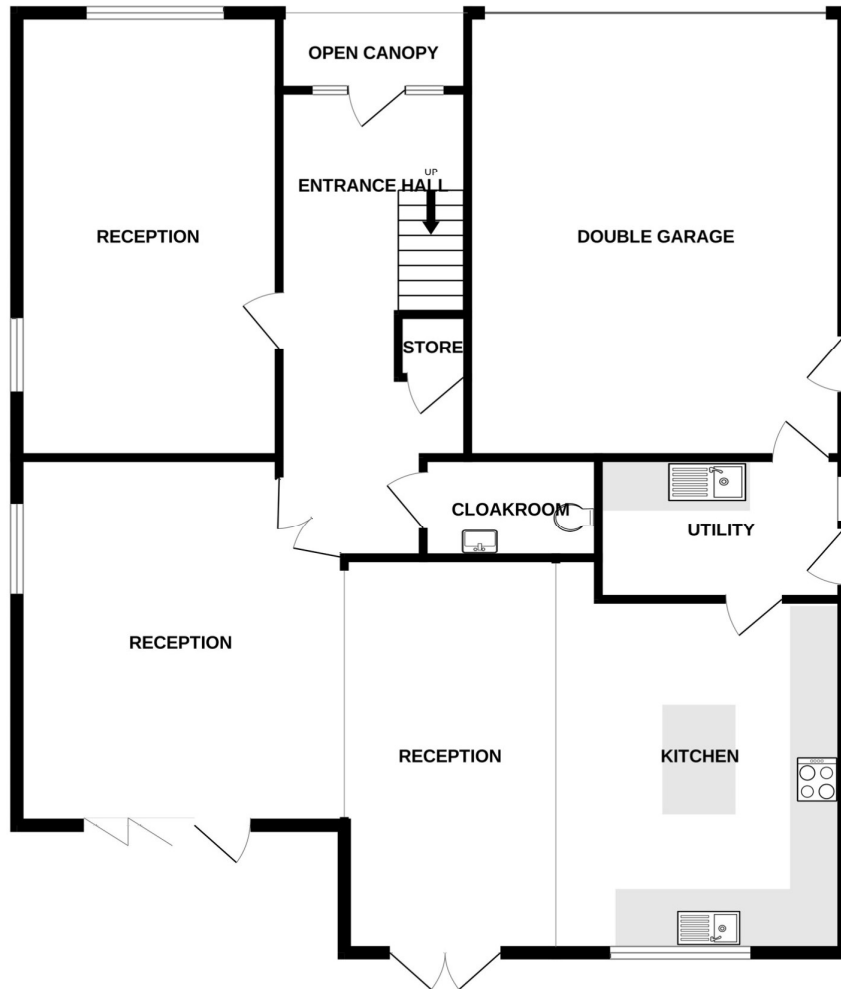 OPEN CANOPY
UP
ENTRANCE HALL
RECEPTION
DOUBLE GARAGE
STORE
CLOAKROOM
UTILITY
RECEPTION
RECEPTION
KITCHEN